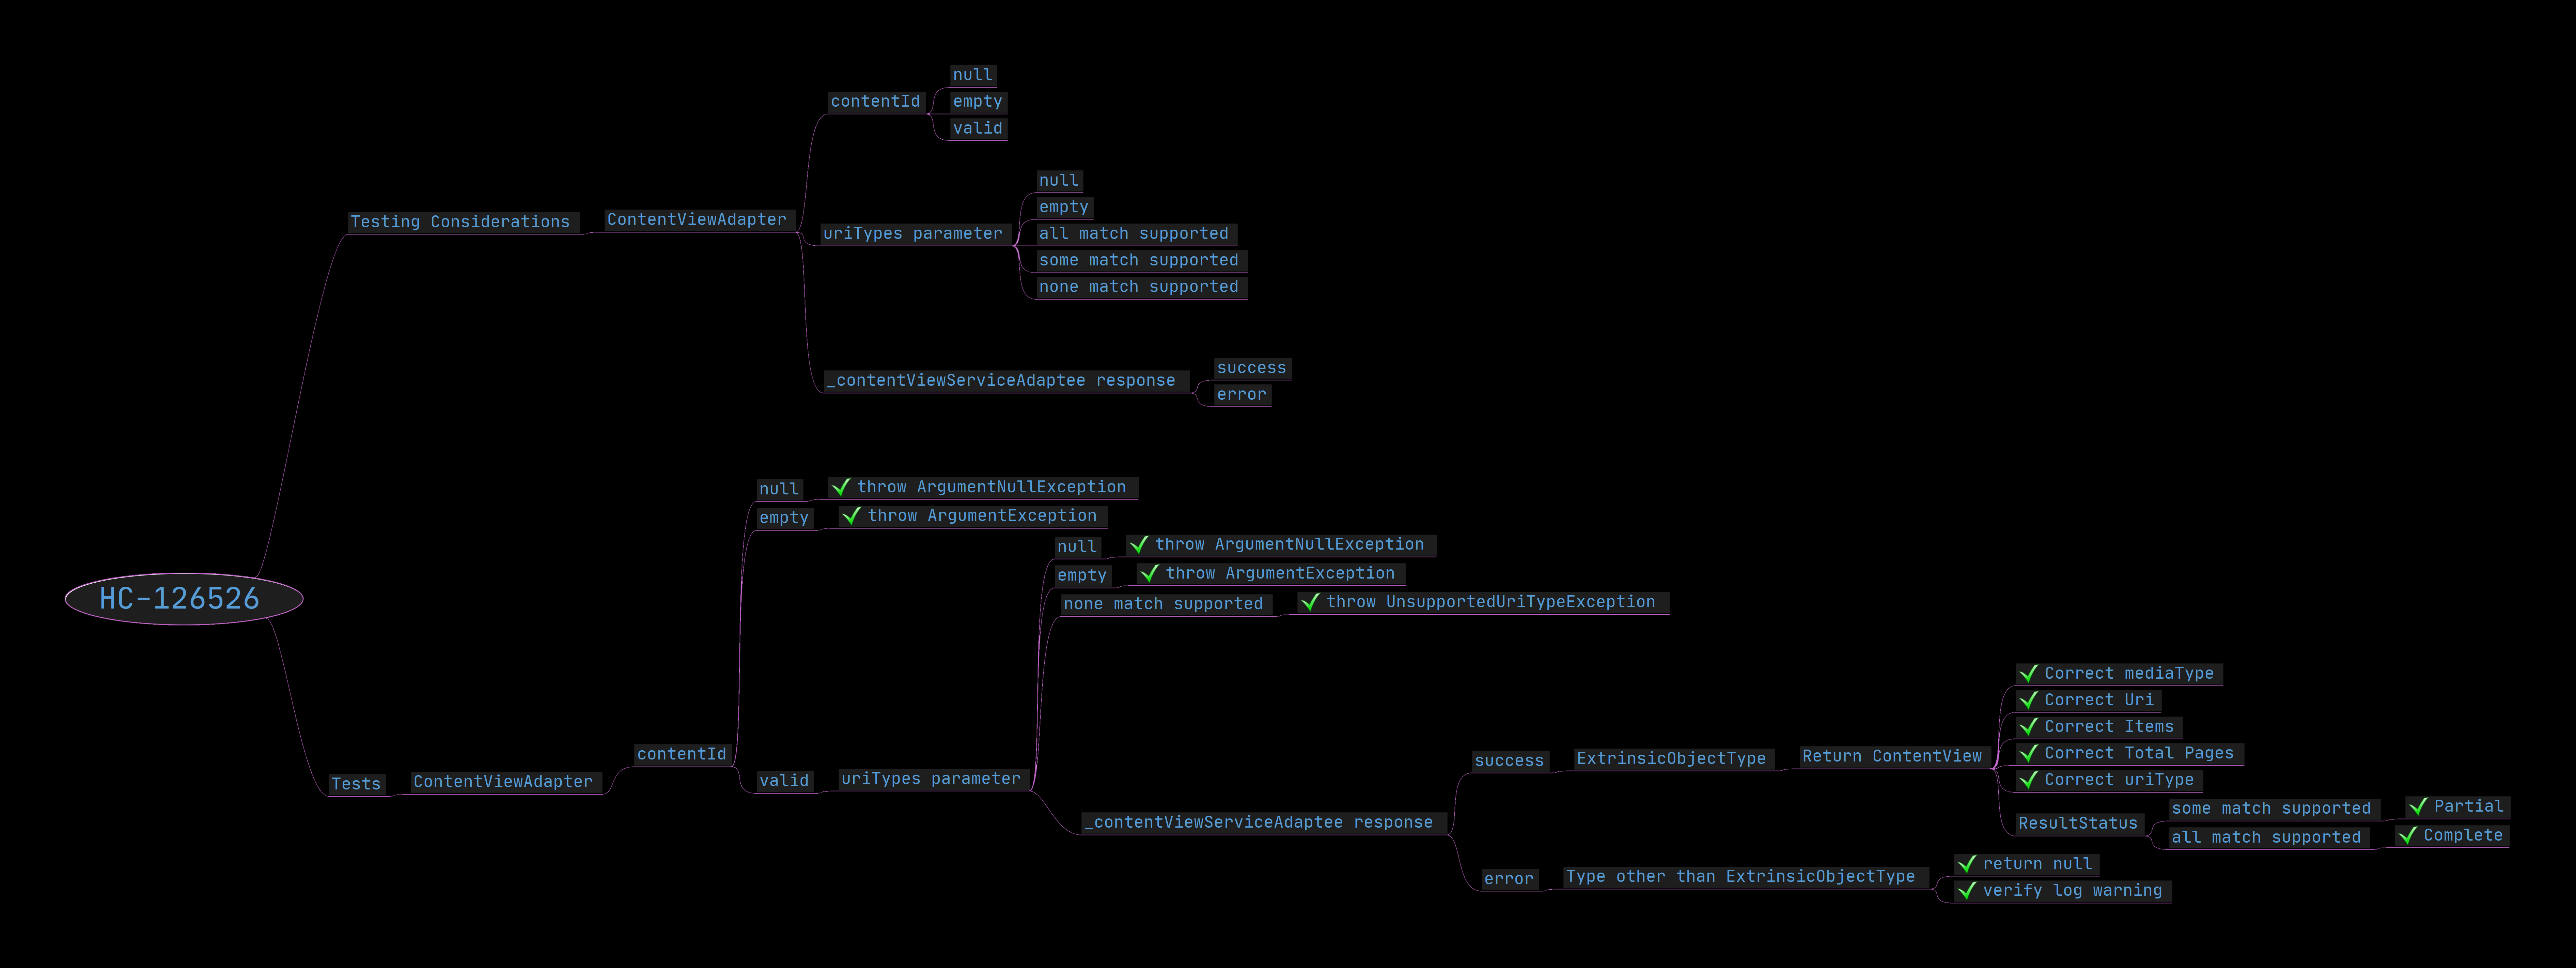 HC-126526
Testing Considerations
ContentViewAdapter
contentId
null
empty
valid
uriTypes parameter
null
empty
all match supported
some match supported
none match supported
_contentViewServiceAdaptee response
success
error
Tests
ContentViewAdapter
contentId
null
throw ArgumentNullException
empty
throw ArgumentException
valid
uriTypes parameter
null
throw ArgumentNullException
empty
throw ArgumentException
none match supported
throw UnsupportedUriTypeException
_contentViewServiceAdaptee response
success
ExtrinsicObjectType
Return ContentView
Correct mediaType
Correct Uri
Correct Items
Correct Total Pages
Correct uriType
ResultStatus
some match supported
Partial
all match supported
Complete
error
Type other than ExtrinsicObjectType
return null
verify log warning